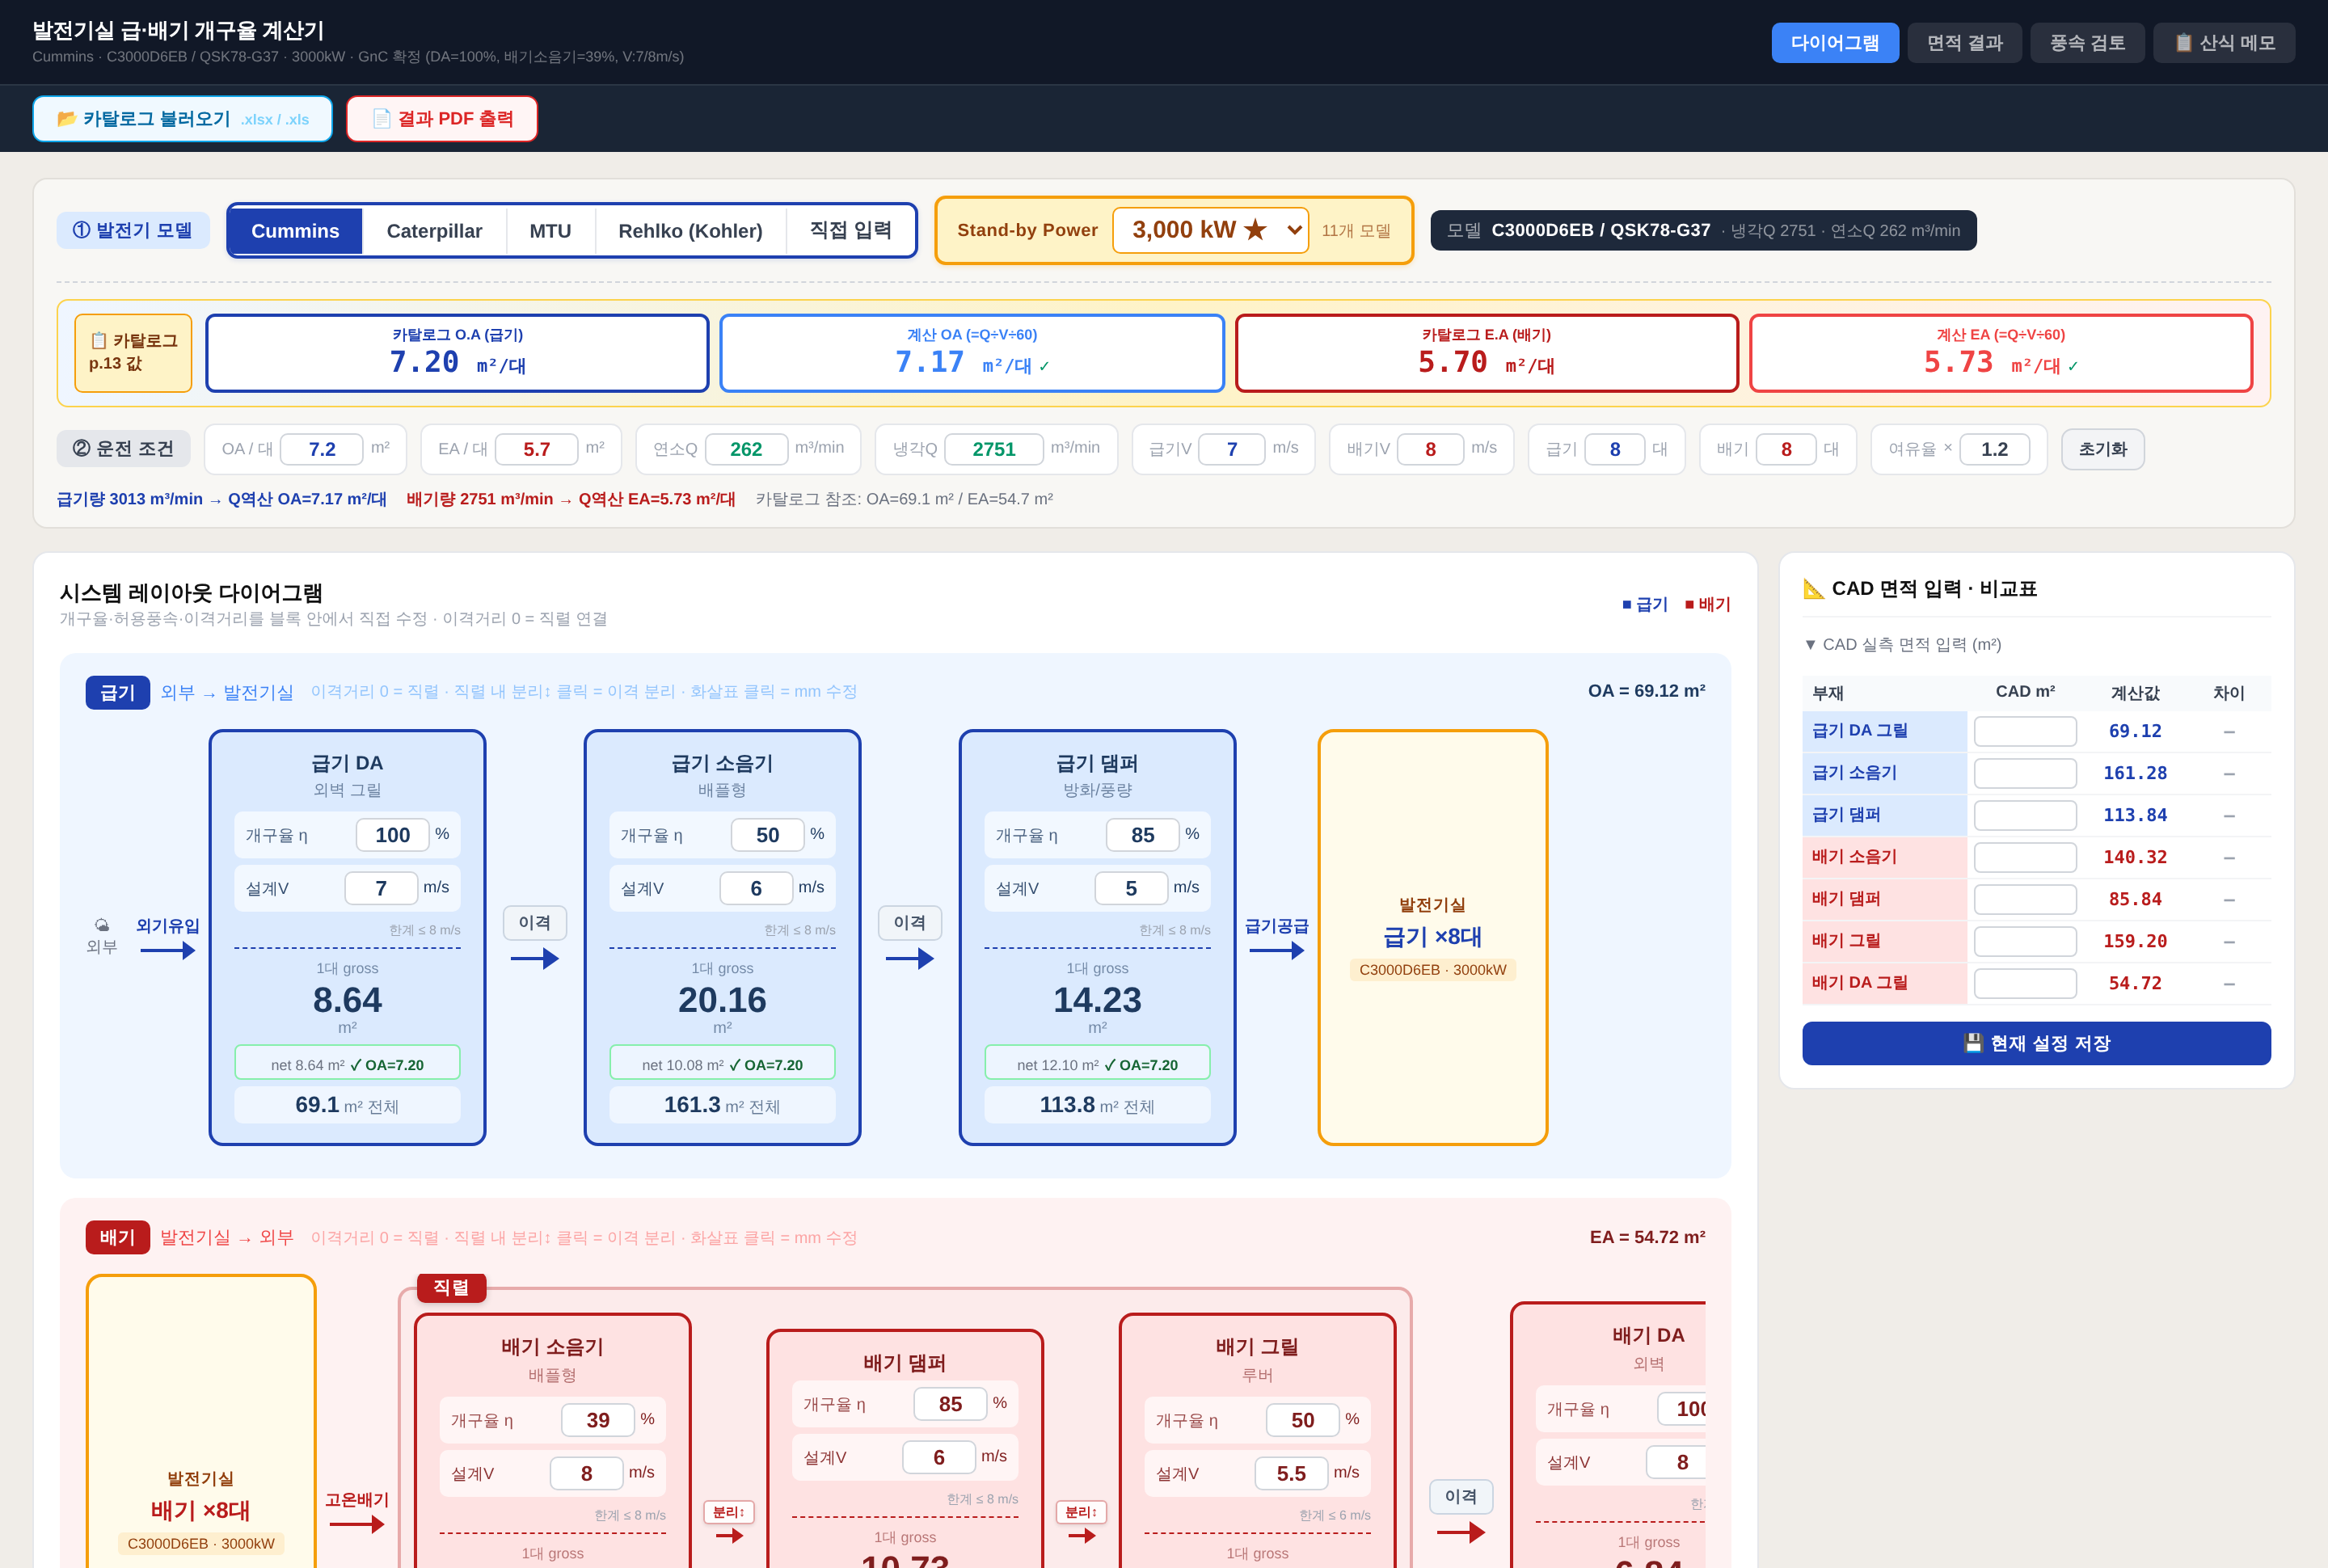 발전기실 급·배기 개구율 계산기
Cummins · C3000D6EB / QSK78-G37 · 3000kW · GnC 확정 (DA=100%, 배기소음기=39%, V:7/8m/s)
다이어그램 면적 결과 풍속 검토 📋 산식 메모
📂 카탈로그 불러오기 .xlsx / .xls 📄 결과 PDF 출력
① 발전기 모델 Cummins Caterpillar MTU Rehlko (Kohler) 직접 입력 Stand-by Power 3,000 kW ★ 11개 모델 모델 C3000D6EB / QSK78-G37 · 냉각Q 2751 · 연소Q 262 m³/min
📋 카탈로그 p.13 값
카탈로그 O.A (급기) 계산 OA (=Q÷V÷60) 카탈로그 E.A (배기) 계산 EA (=Q÷V÷60)
7.20 m²/대 7.17 m²/대 ✓ 5.70 m²/대 5.73 m²/대 ✓
② 운전 조건 OA / 대 7.2 m² EA / 대 5.7 m² 연소Q 262 m³/min 냉각Q 2751 m³/min 급기V 7 m/s 배기V 8 m/s 급기 8 대 배기 8 대 여유율 × 1.2 초기화
급기량 3013 m³/min → Q역산 OA=7.17 m²/대 배기량 2751 m³/min → Q역산 EA=5.73 m²/대 카탈로그 참조: OA=69.1 m² / EA=54.7 m²
시스템 레이아웃 다이어그램
개구율·허용풍속·이격거리를 블록 안에서 직접 수정 · 이격거리 0 = 직렬 연결
■ 급기 ■ 배기
급기 외부 → 발전기실 이격거리 0 = 직렬 · 직렬 내 분리↕ 클릭 = 이격 분리 · 화살표 클릭 = mm 수정 OA = 69.12 m²
🌤
외부
외기유입
급기 DA
외벽 그릴
개구율 η 100 %
설계V 7 m/s
한계 ≤ 8 m/s
1대 gross
8.64
m²
net 8.64 m² ✓ OA=7.20
69.1 m² 전체
이격
급기 소음기
배플형
개구율 η 50 %
설계V 6 m/s
한계 ≤ 8 m/s
1대 gross
20.16
m²
net 10.08 m² ✓ OA=7.20
161.3 m² 전체
이격
급기 댐퍼
방화/풍량
개구율 η 85 %
설계V 5 m/s
한계 ≤ 8 m/s
1대 gross
14.23
m²
net 12.10 m² ✓ OA=7.20
113.8 m² 전체
급기공급
발전기실
급기 ×8대
C3000D6EB · 3000kW
배기 발전기실 → 외부 이격거리 0 = 직렬 · 직렬 내 분리↕ 클릭 = 이격 분리 · 화살표 클릭 = mm 수정 EA = 54.72 m²
발전기실
배기 ×8대
C3000D6EB · 3000kW
고온배기
직렬
배기 소음기
배플형
개구율 η 39 %
설계V 8 m/s
한계 ≤ 8 m/s
1대 gross
분리↕
배기 댐퍼
개구율 η 85 %
설계V 6 m/s
한계 ≤ 8 m/s
1대 gross
10.73
분리↕
배기 그릴
루버
개구율 η 50 %
설계V 5.5 m/s
한계 ≤ 6 m/s
1대 gross
이격
배기 DA
외벽
개구율 η 100
설계V 8
1대 gross
6.84
📐 CAD 면적 입력 · 비교표
▼ CAD 실측 면적 입력 (m²)
부재 CAD m² 계산값 차이
급기 DA 그릴 69.12 —
급기 소음기 161.28 —
급기 댐퍼 113.84 —
배기 소음기 140.32 —
배기 댐퍼 85.84 —
배기 그릴 159.20 —
배기 DA 그릴 54.72 —
💾 현재 설정 저장